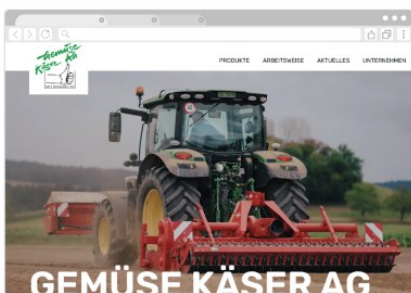 Gemüse
Käser AG
PRODUKTE ARBEITSWEISE AKTUELLES UNTERNEHMEN
GEMÜSE KÄSER AG